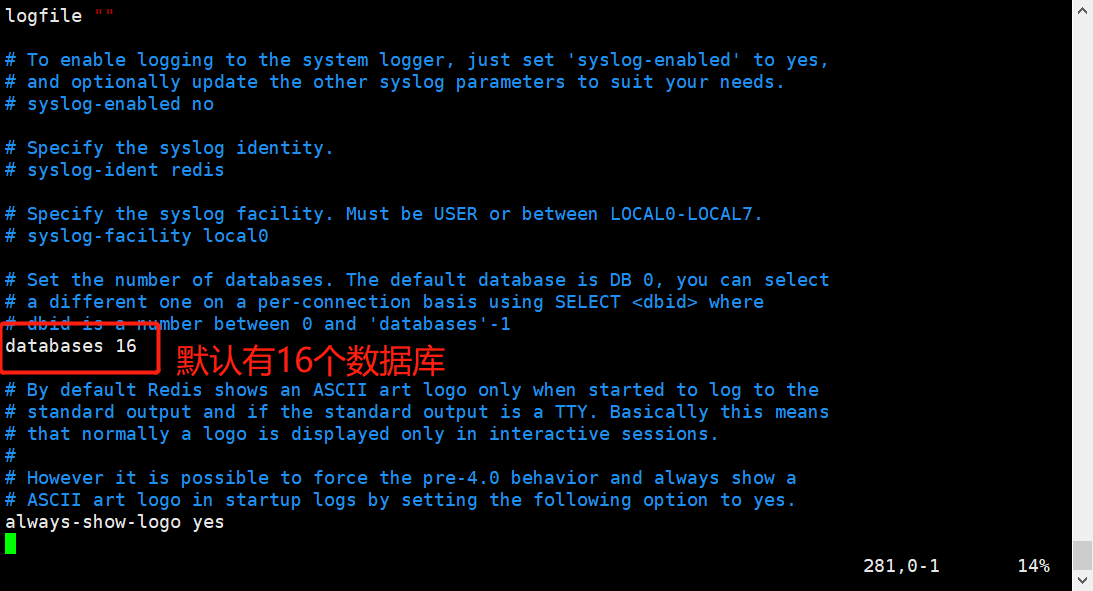 logfile ""
# To enable logging to the system logger, just set 'syslog-enabled' to yes,
# and optionally update the other syslog parameters to suit your needs.
# syslog-enabled no
# Specify the syslog identity.
# syslog-ident redis
# Specify the syslog facility. Must be USER or between LOCAL0-LOCAL7.
# syslog-facility local0
# Set the number of databases. The default database is DB 0, you can select
# a different one on a per-connection basis using SELECT <dbid> where
# dbid is a number between 0 and 'databases'-1
databases 16
默认有16个数据库
# By default Redis shows an ASCII art logo only when started to log to the
# standard output and if the standard output is a TTY. Basically this means
# that normally a logo is displayed only in interactive sessions.
#
# However it is possible to force the pre-4.0 behavior and always show a
# ASCII art logo in startup logs by setting the following option to yes.
always-show-logo yes
281,0-1 14%